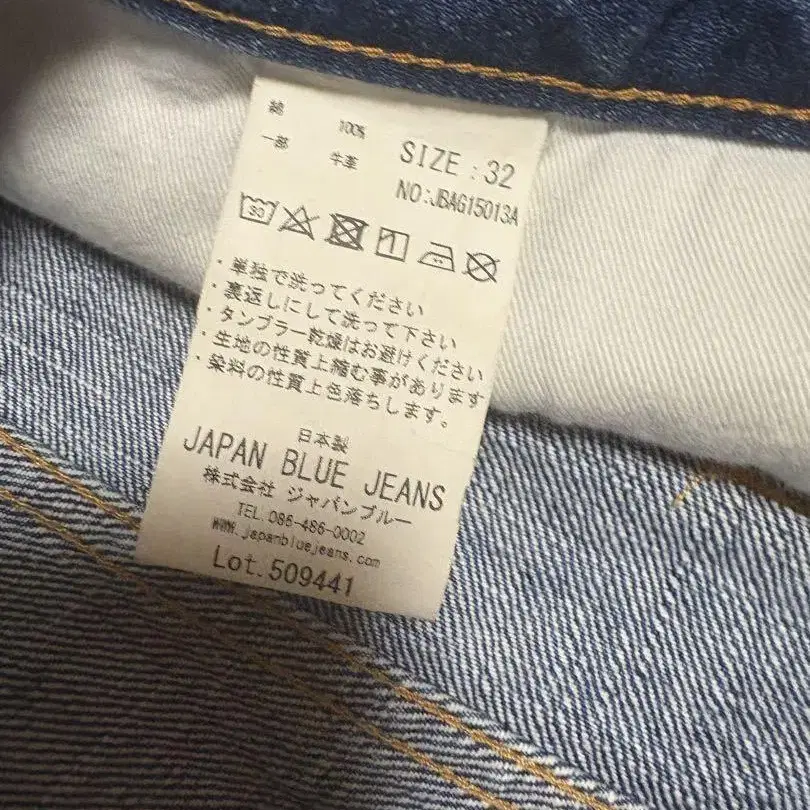 綿 100%
一部 牛革
SIZE : 32
NO:JBAG15013A
30
・単独で洗ってください
・裏返しにして洗って下さい
・タンブラー乾燥はお避けください
・生地の性質上縮む事があります
・染料の性質上色落ちします。
日本製
JAPAN BLUE JEANS
株式会社 ジャパンブルー
TEL.086-486-0002
www.japanbluejeans.com
Lot.509441